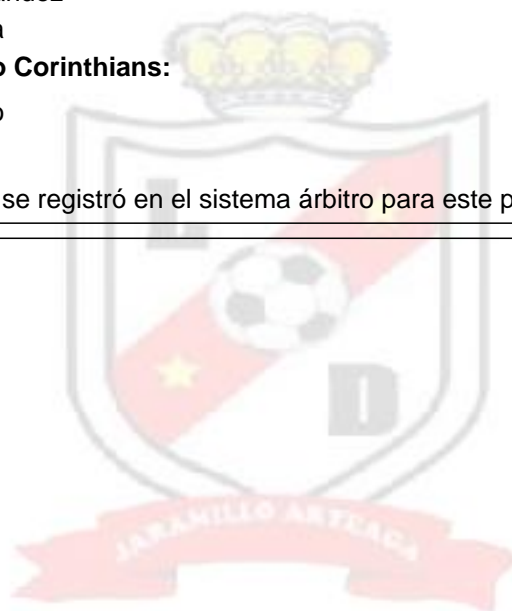 a
o Corinthians:
o
se registró en el sistema árbitro para este p
L
D
JARAMILLO ARTEAGA